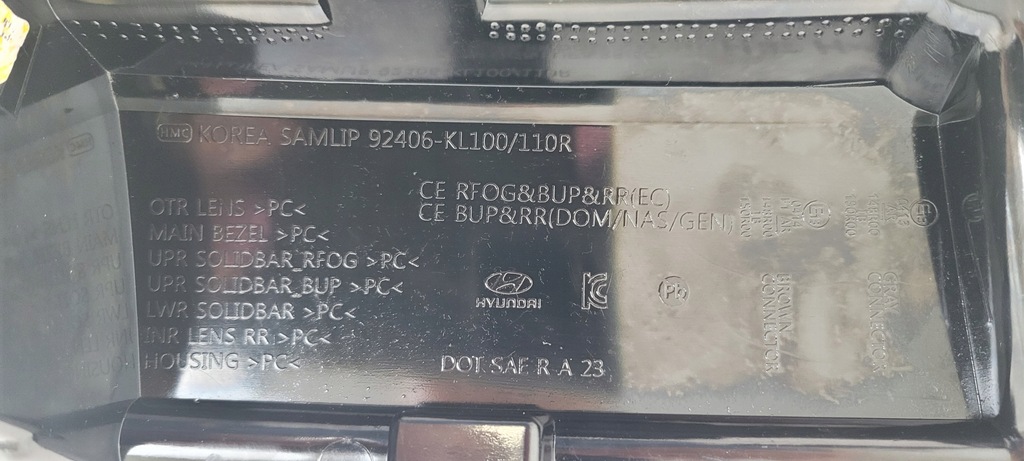 HMC KOREA SAMLIP 92406-KL100/110R
CE RFOG&BUP&RR(EC)
CE BUP&RR(DOM/NAS/GEN)
OTR LENS >PC<
MAIN BEZEL >PC<
UPR SOLIDBAR_RFOG >PC<
UPR SOLIDBAR_BUP >PC<
LWR SOLIDBAR >PC<
INR LENS RR >PC<
HOUSING >PC<
HYUNDAI
Pb
DOT SAE R A 23
BROWN
CONNECTOR
GRAY
CONNECTOR